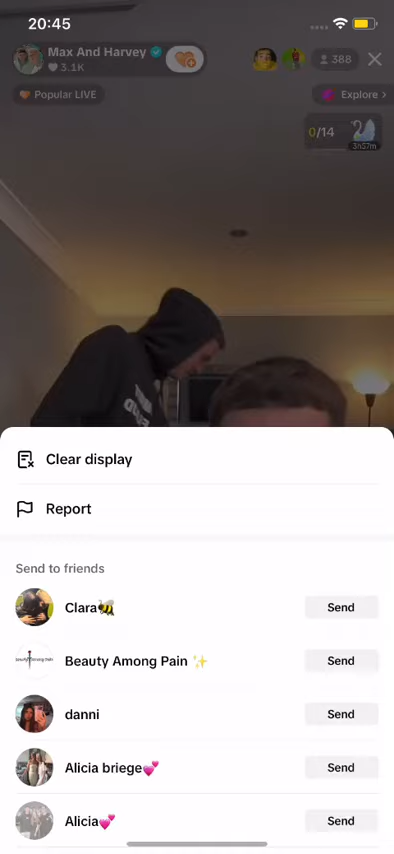 20:45
Max And Harvey
3.1K
388
Popular LIVE
Explore >
0/14
3h27m
Clear display
Report
Send to friends
Clara🐝
Send
Beauty Among Pain ✨
Send
danni
Send
Alicia briege💕
Send
Alicia💕
Send